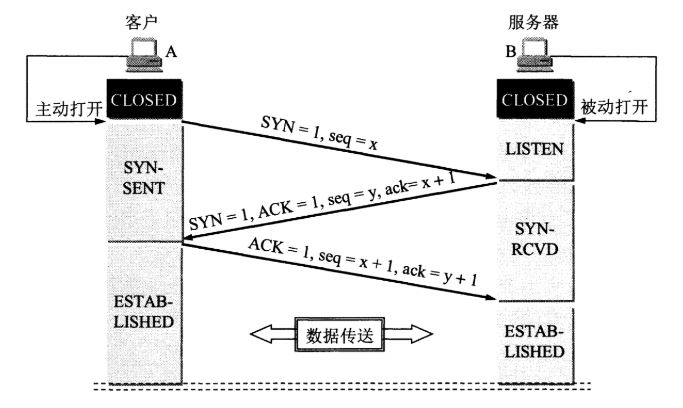 客户
服务器
A
B
CLOSED
CLOSED
主动打开
被动打开
SYN = 1, seq = x
LISTEN
SYN-
SENT
SYN = 1, ACK = 1, seq = y, ack= x + 1
SYN-
RCVD
ACK = 1, seq = x + 1, ack = y + 1
ESTAB-
LISHED
数据传送
ESTAB-
LISHED